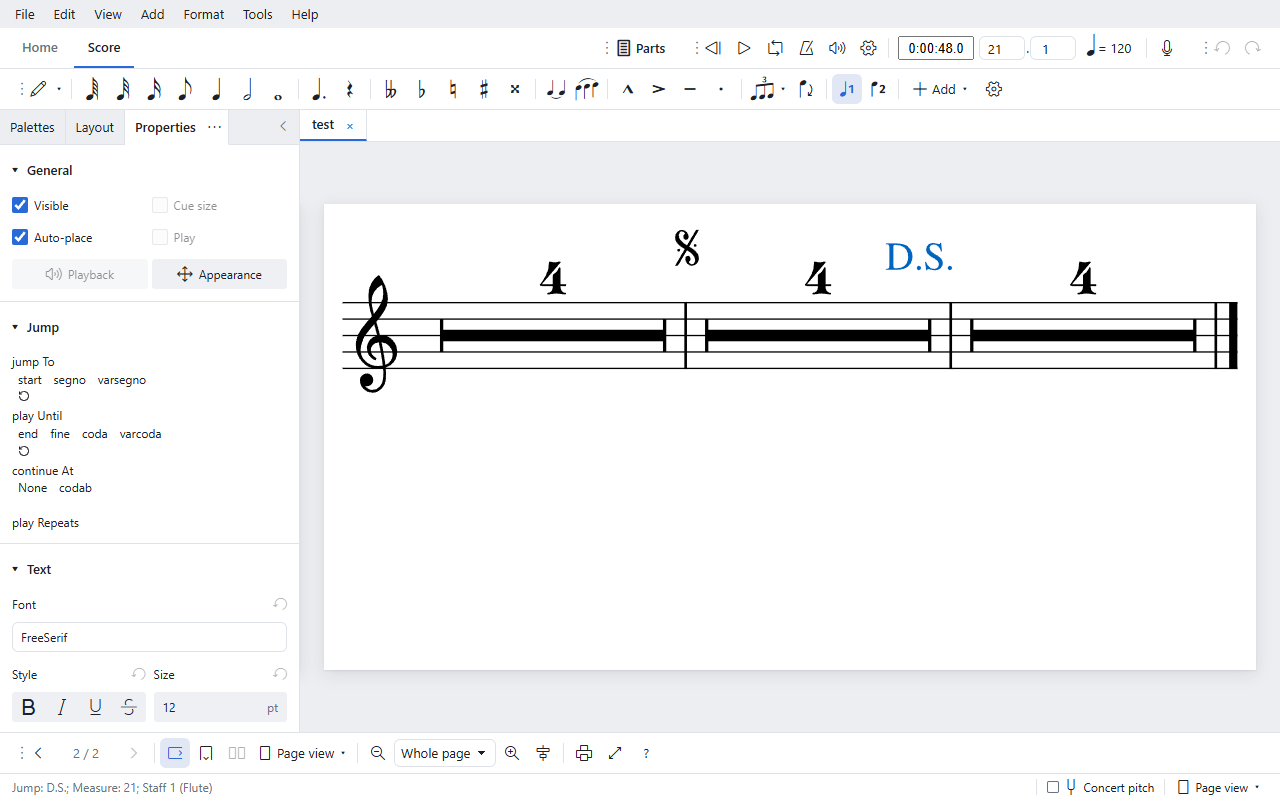 File Edit View Add Format Tools Help
Home Score Parts 0:00:48.0 21 . 1 = 120
3 1 2 Add
Palettes Layout Properties ··· test ×
General
Visible Cue size
Auto-place Play
Playback Appearance
Jump
jump To
start segno varsegno
play Until
end fine coda varcoda
continue At
None codab
play Repeats
Text
Font
FreeSerif
Style Size
B I U S 12 pt
D.S.
4 4 4
2 / 2 Page view Whole page ?
Jump: D.S.; Measure: 21; Staff 1 (Flute) Concert pitch Page view